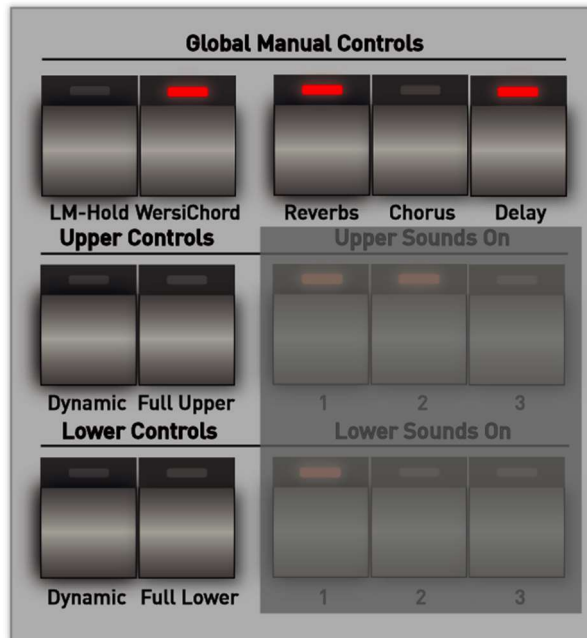 Global Manual Controls
LM-Hold WersiChord Reverbs Chorus Delay
Upper Controls Upper Sounds On
Dynamic Full Upper 1 2 3
Lower Controls Lower Sounds On
Dynamic Full Lower 1 2 3